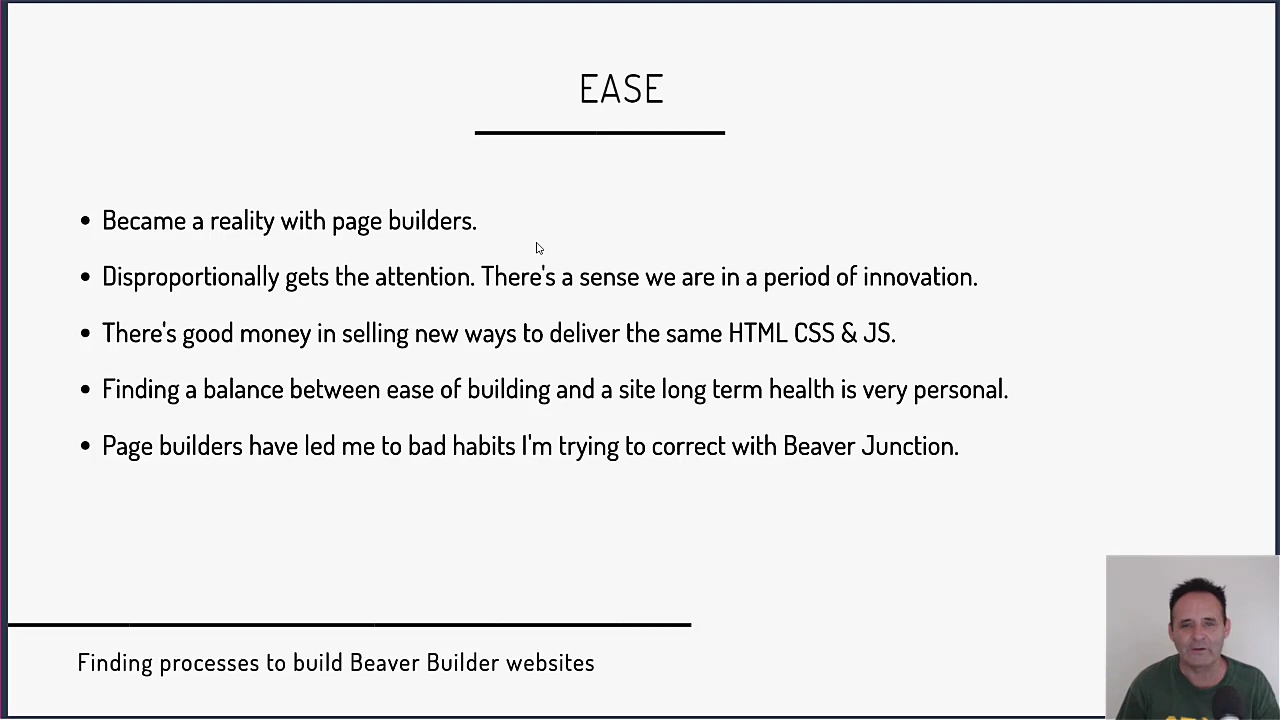 EASE
• Became a reality with page builders.
• Disproportionally gets the attention. There's a sense we are in a period of innovation.
• There's good money in selling new ways to deliver the same HTML CSS & JS.
• Finding a balance between ease of building and a site long term health is very personal.
• Page builders have led me to bad habits I'm trying to correct with Beaver Junction.
Finding processes to build Beaver Builder websites